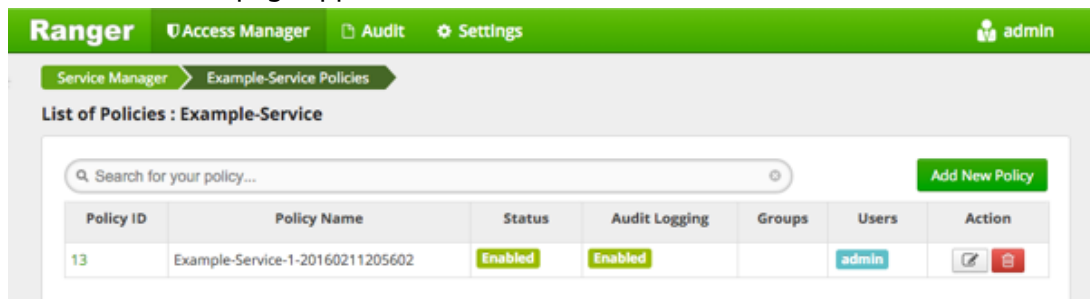 Ranger Access Manager Audit Settings admin
Service Manager Example-Service Policies
List of Policies : Example-Service
Search for your policy... Add New Policy
Policy ID Policy Name Status Audit Logging Groups Users Action
13 Example-Service-1-20160211205602 Enabled Enabled admin